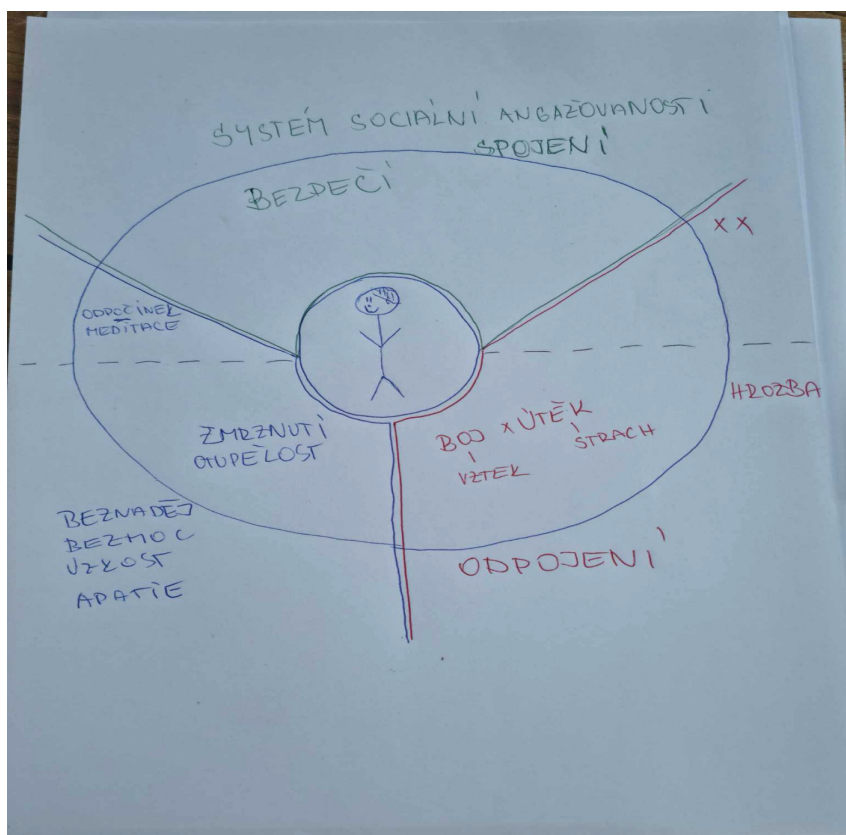 SYSTÉM SOCIÁLNÍ ANGAŽOVANOSTI
SPOJENÍ
BEZPEČÍ
X X
ODPOČINEK
MEDITACE
HROZBA
ZMRZNUTÍ
OTUPĚLOST
BOJ X ÚTĚK
VZTEK
STRACH
BEZNADĚJ
BEZMOC
ÚZKOST
APATIE
ODPOJENÍ